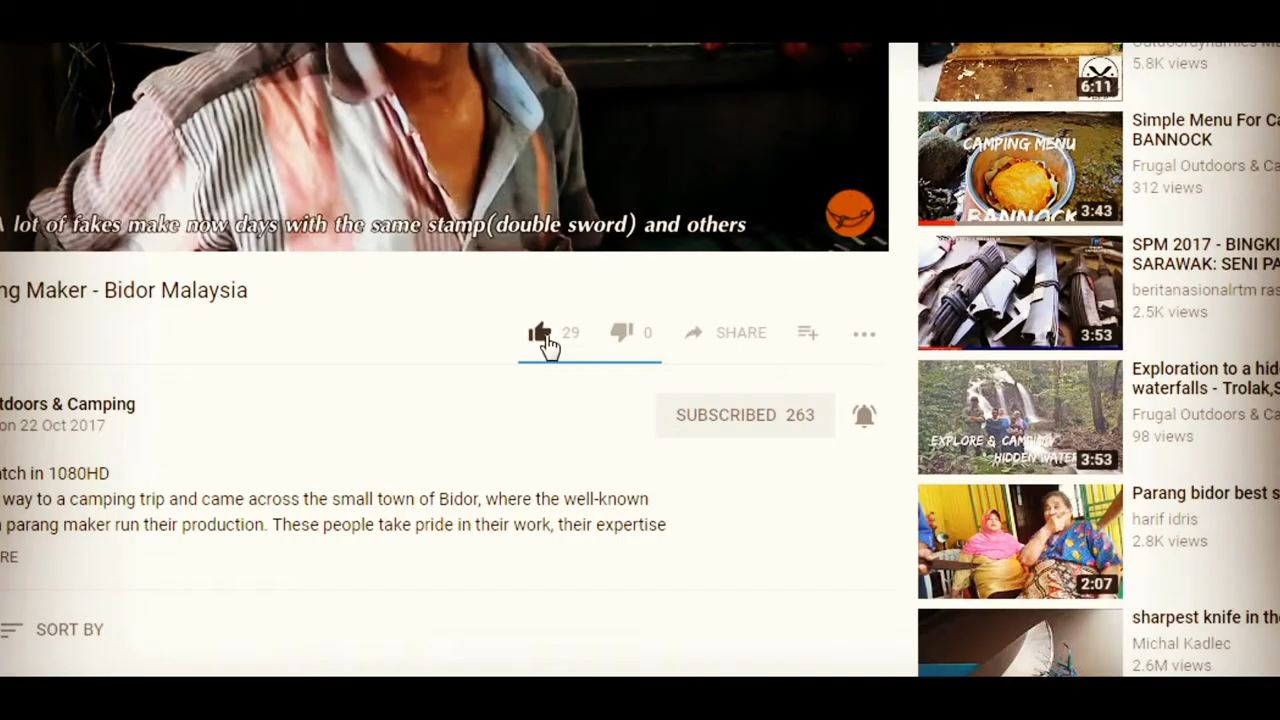 lot of fakes make now days with the same stamp(double sword) and others
ng Maker - Bidor Malaysia
29
0
SHARE
tdoors & Camping
on 22 Oct 2017
SUBSCRIBED 263
atch in 1080HD
way to a camping trip and came across the small town of Bidor, where the well-known
parang maker run their production. These people take pride in their work, their expertise
RE
SORT BY
5.8K views
6:11
CAMPING MENU
BANNOCK
3:43
Simple Menu For Ca
BANNOCK
Frugal Outdoors & Ca
312 views
3:53
SPM 2017 - BINGKI
SARAWAK: SENI PA
beritanasionalrtm ras
2.5K views
EXPLORE & CAMPING
HIDDEN WATER
3:53
Exploration to a hid
waterfalls - Trolak,S
Frugal Outdoors & Ca
98 views
2:07
Parang bidor best s
harif idris
2.8K views
sharpest knife in the
Michal Kadlec
2.6M views